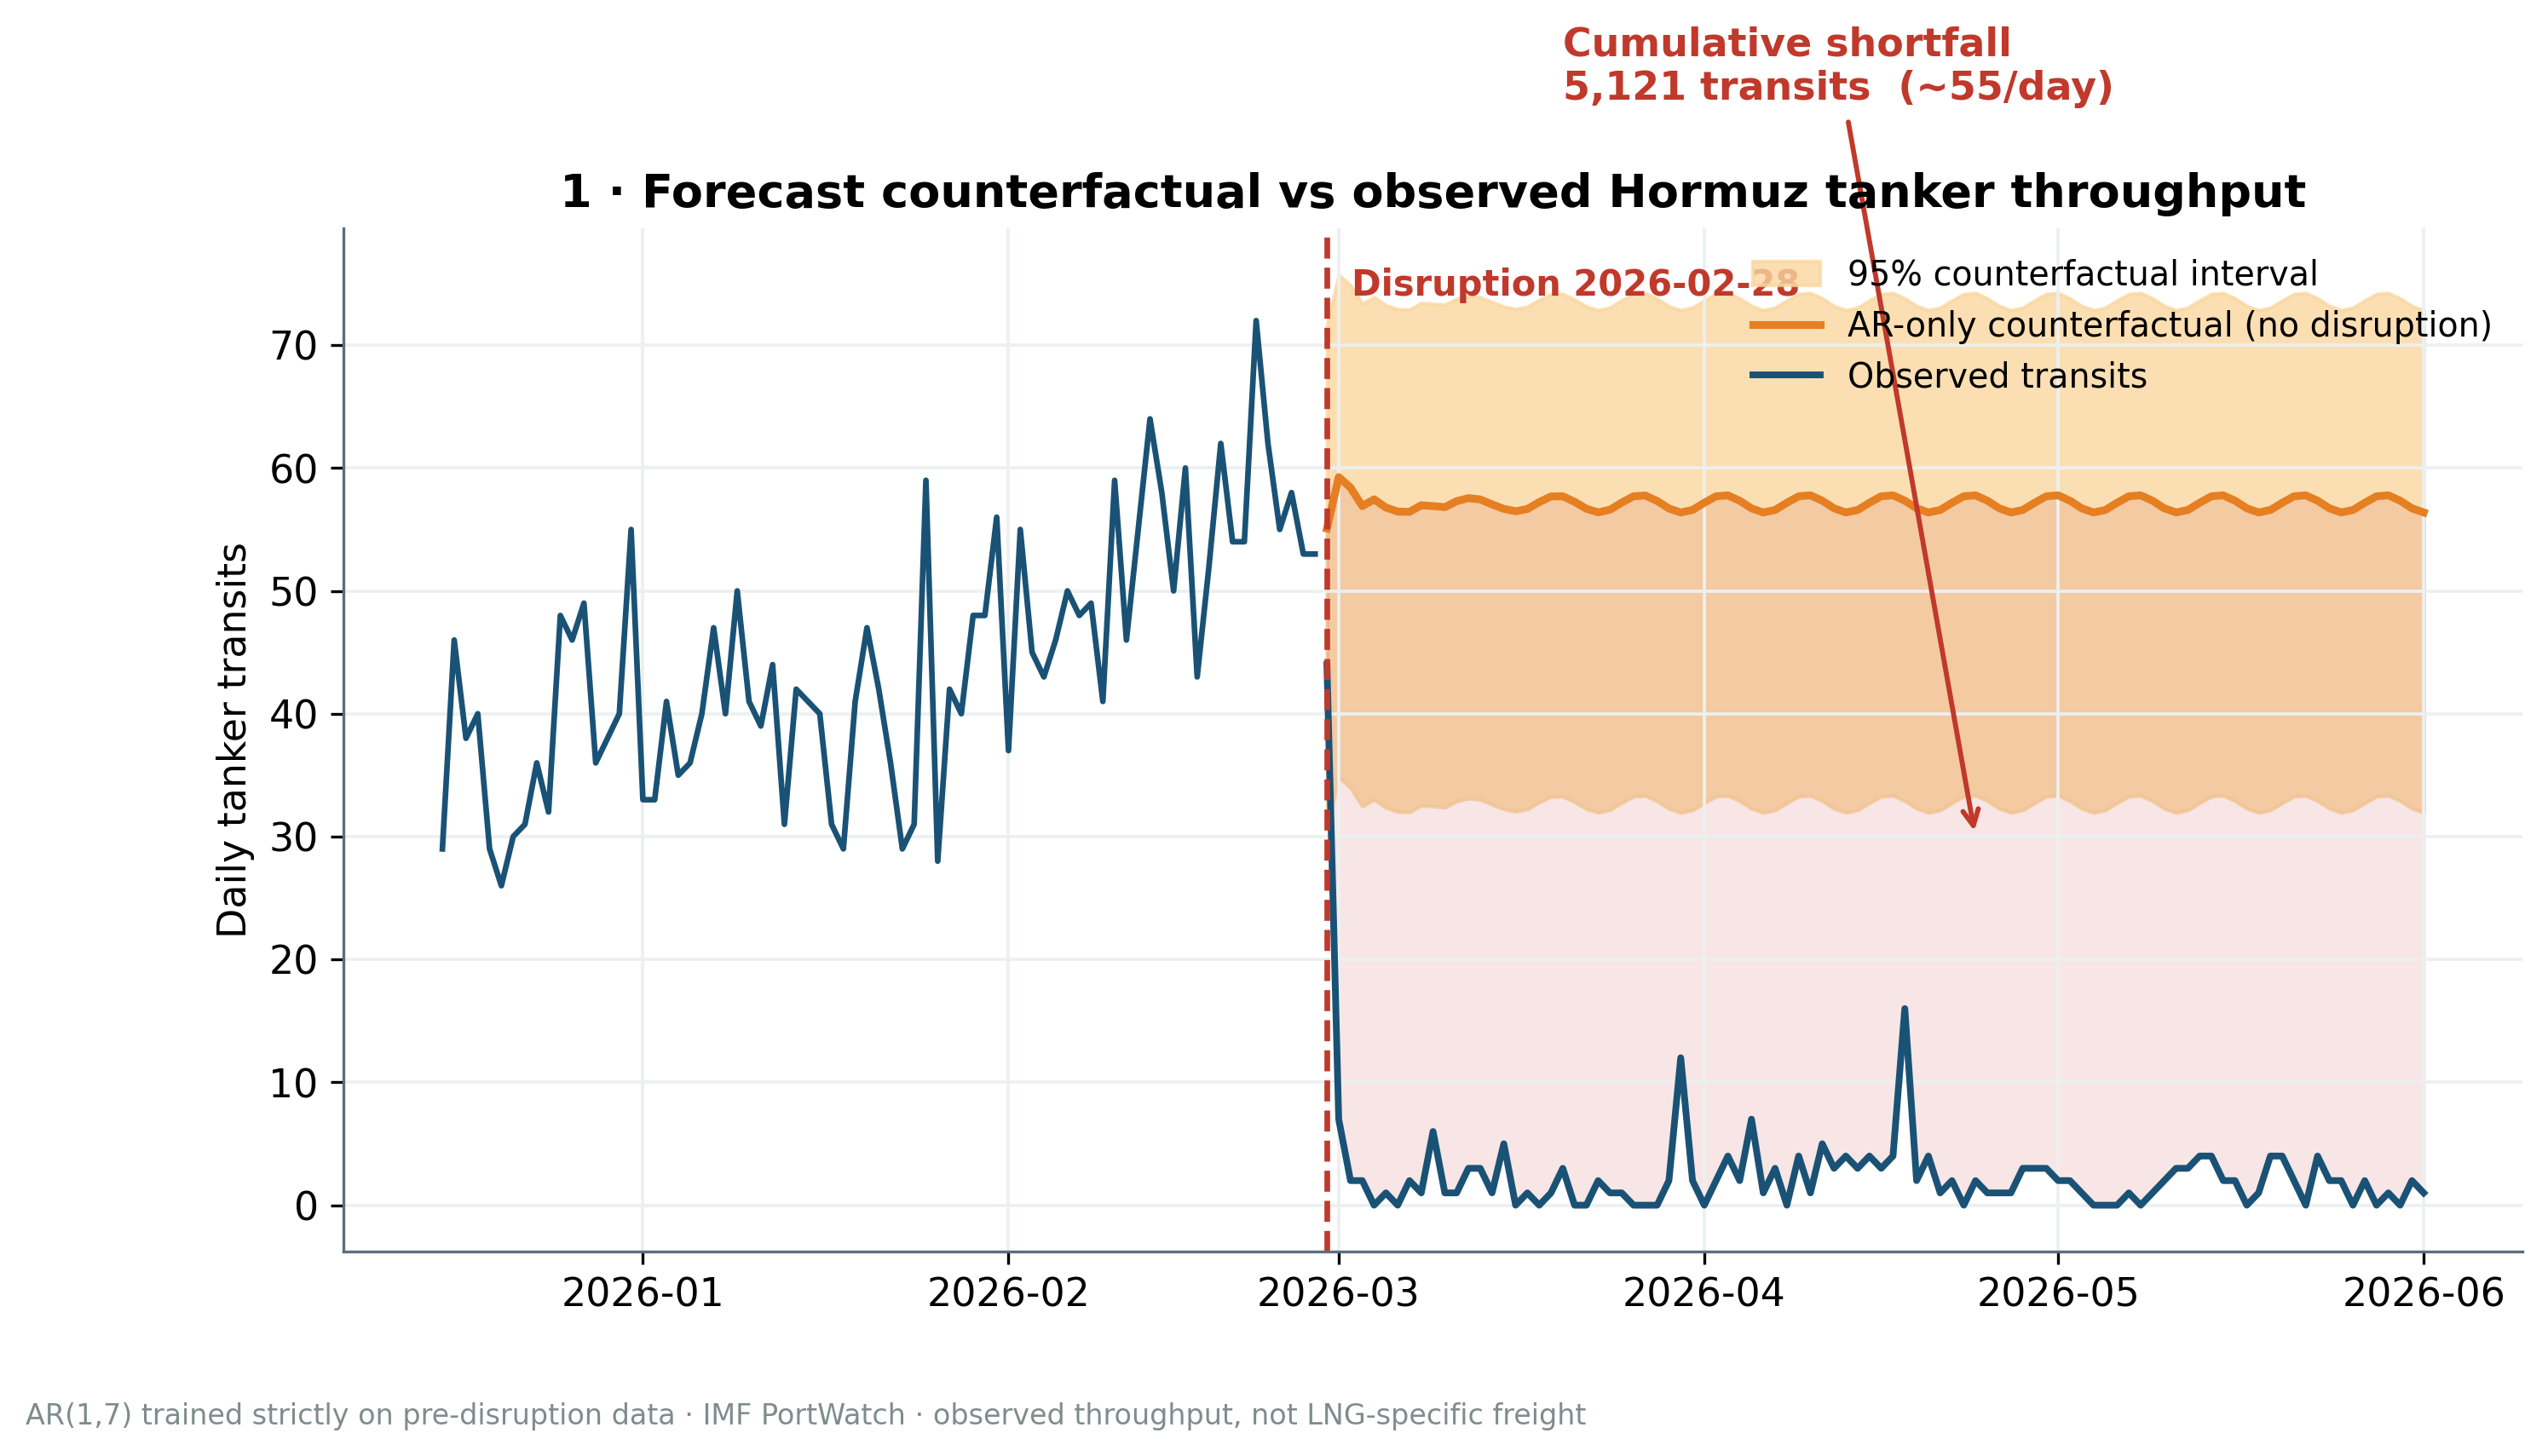 Cumulative shortfall
5,121 transits (~55/day)
1 · Forecast counterfactual vs observed Hormuz tanker throughput
Disruption 2026-02-28
95% counterfactual interval
AR-only counterfactual (no disruption)
Observed transits
Daily tanker transits
70
60
50
40
30
20
10
0
2026-01
2026-02
2026-03
2026-04
2026-05
2026-06
AR(1,7) trained strictly on pre-disruption data · IMF PortWatch · observed throughput, not LNG-specific freight